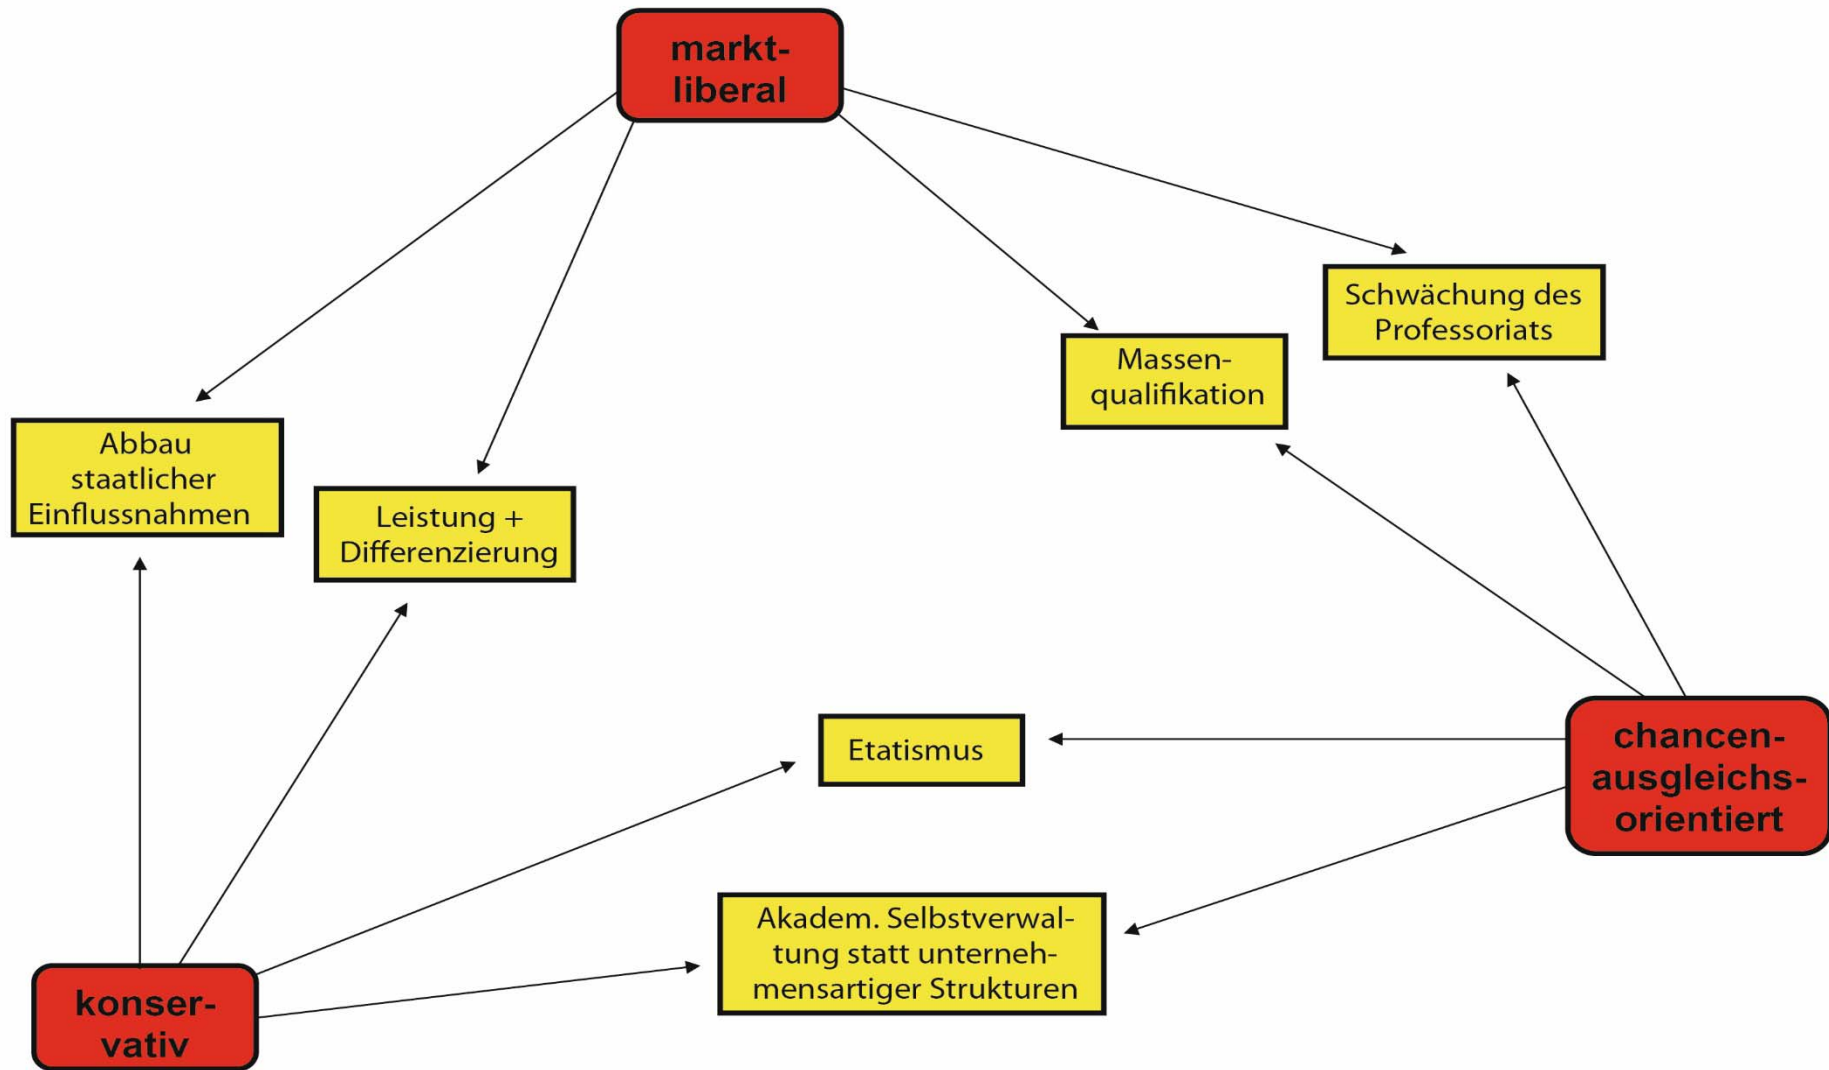 markt-
liberal
Schwächung des
Professoriats
Massen-
qualifikation
Abbau
staatlicher
Einflussnahmen
Leistung +
Differenzierung
Etatismus
chancen-
ausgleichs-
orientiert
Akadem. Selbstverwal-
tung statt unterneh-
mensartiger Strukturen
konser-
vativ